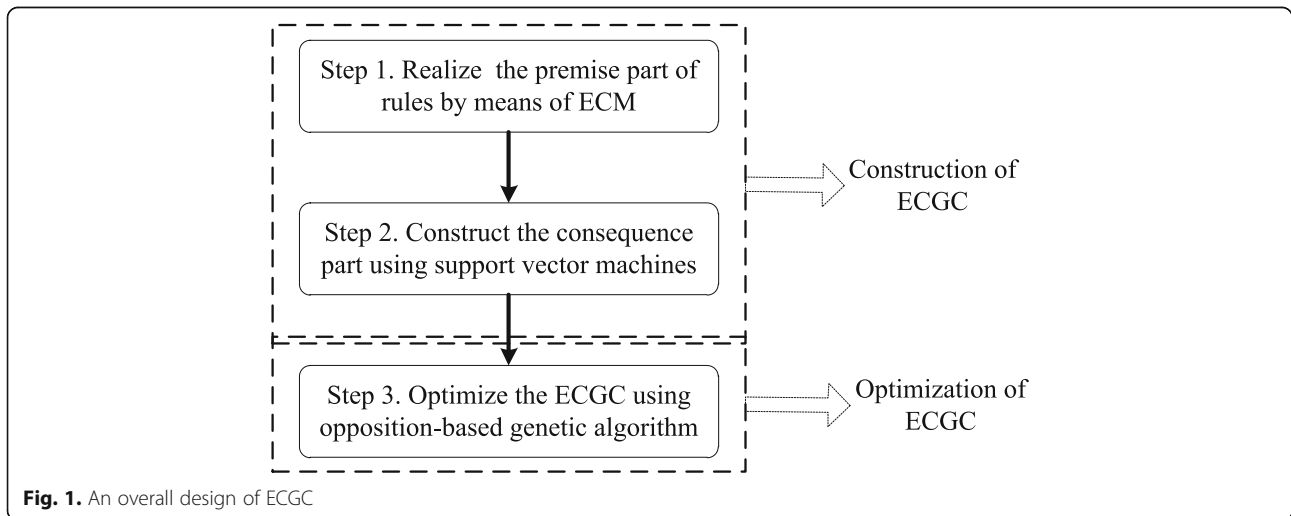 Step 1. Realize the premise part of
rules by means of ECM
Construction of
ECGC
Step 2. Construct the consequence
part using support vector machines
Step 3. Optimize the ECGC using
opposition-based genetic algorithm
Optimization of
ECGC
Fig. 1. An overall design of ECGC